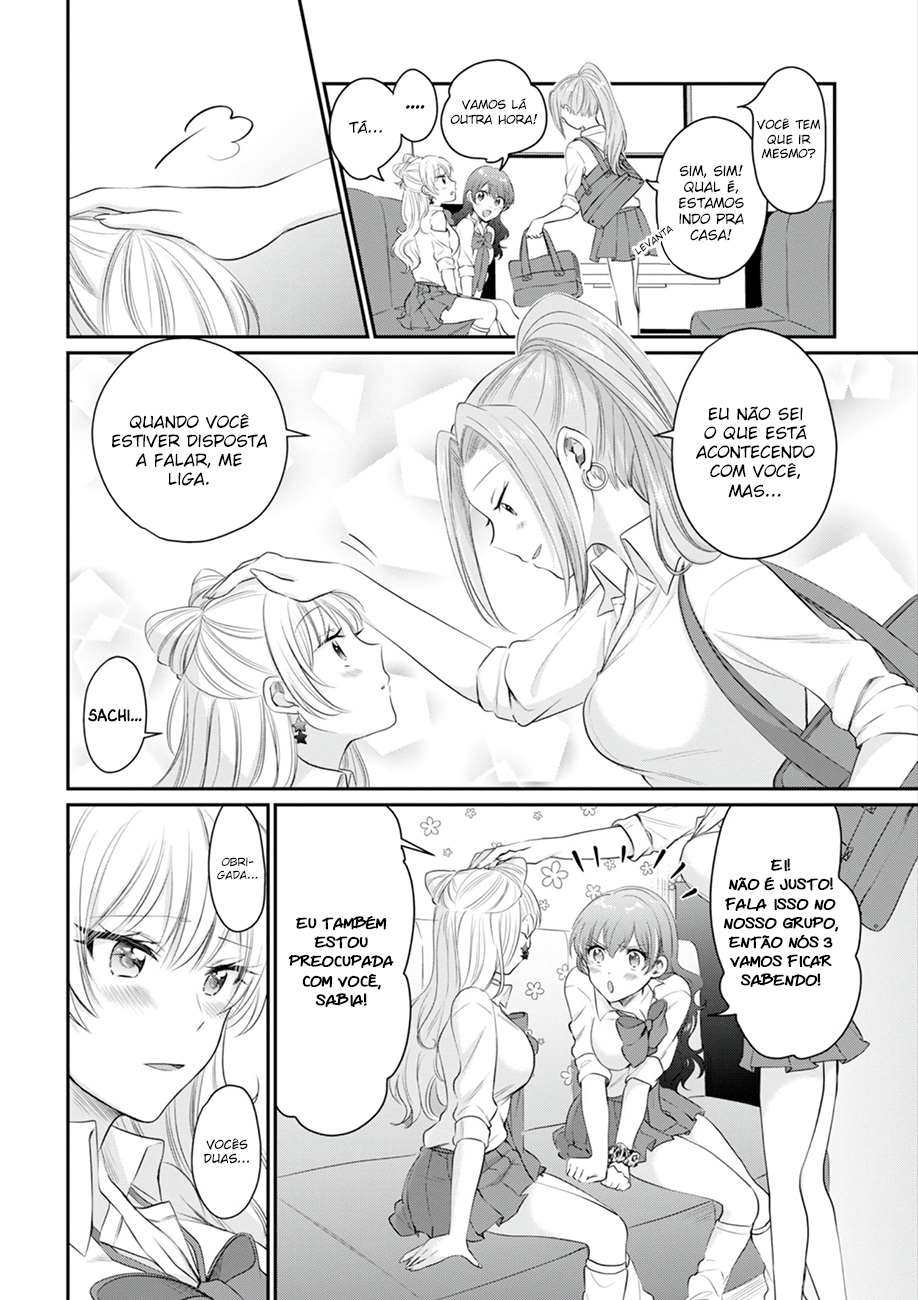 VOCÊ TEM
QUE IR
MESMO?
SIM, SIM!
QUAL É,
ESTAMOS
INDO PRA
CASA!
LEVANTA
VAMOS LÁ
OUTRA HORA!
....
TÁ...
EU NÃO SEI
O QUE ESTÁ
ACONTECENDO
COM VOCÊ,
MAS...
QUANDO VOCÊ
ESTIVER DISPOSTA
A FALAR, ME
LIGA.
SACHI...
EI!
NÃO É JUSTO!
FALA ISSO NO
NOSSO GRUPO,
ENTÃO NÓS 3
VAMOS FICAR
SABENDO!
EU TAMBÉM
ESTOU
PREOCUPADA
COM VOCÊ,
SABIA!
OBRI-
GADA...
VOCÊS
DUAS...